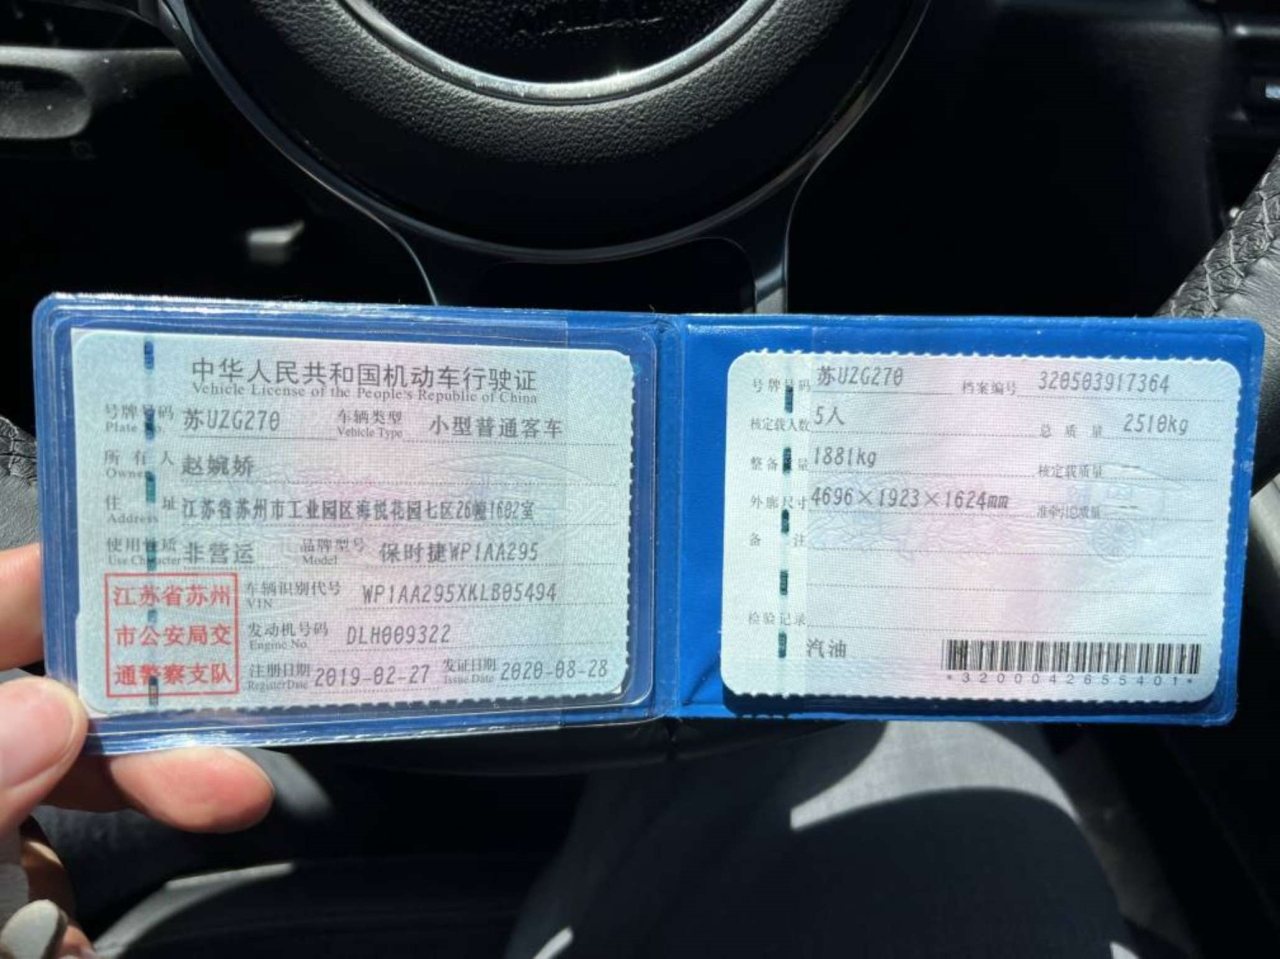 中华人民共和国机动车行驶证
Vehicle License of the People's Republic of China
号牌号码 苏UZG270 车辆类型 小型普通客车
Plate No. Vehicle Type
所有人 赵婉娇
Owner
住址 江苏省苏州市工业园区海悦花园七区26幢1602室
Address
使用性质 非营运 品牌型号 保时捷WP1AA295
Use Character Model
江苏省苏州
市公安局交
通警察支队
车辆识别代号 WP1AA295XKLB05494
VIN
发动机号码 DLH009322
Engine No.
注册日期 2019-02-27 发证日期 2020-08-28
Register Date Issue Date
号牌号码 苏UZG270 档案编号 320503917364
核定载人数 5人 总质量 2510kg
整备质量 1881kg 核定载质量 --
外廓尺寸 4696×1923×1624mm 准牵引总质量 --
备注
检验记录
汽油
*3200042655401*